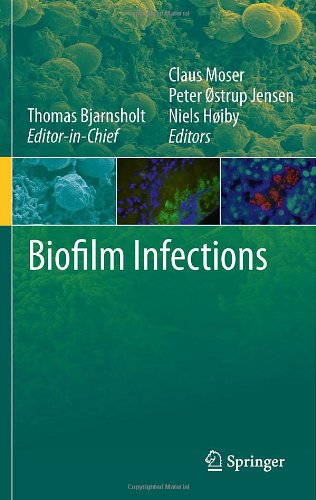 Claus Moser
Peter Østrup Jensen
Thomas Bjarnsholt
Niels Høiby
Editor-in-Chief
Editors
Biofilm Infections
Springer